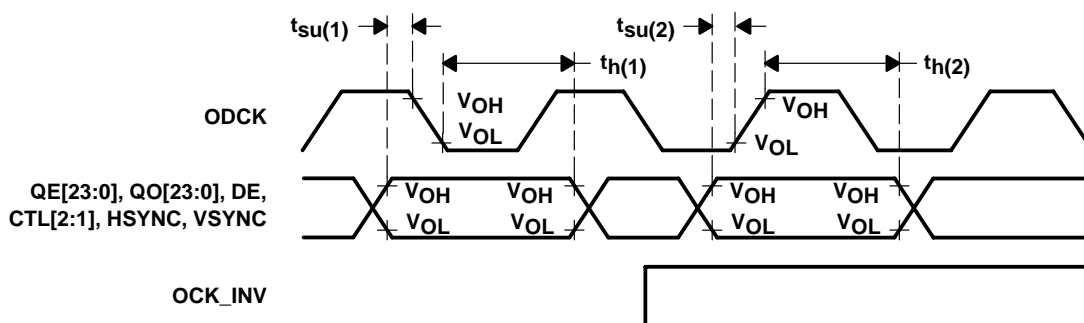 tsu(1)
tsu(2)
th(1)
th(2)
ODCK
VOH
VOL
VOH
VOL
QE[23:0], QO[23:0], DE,
CTL[2:1], HSYNC, VSYNC
VOH
VOH
VOH
VOH
VOL
VOL
VOL
VOL
OCK_INV